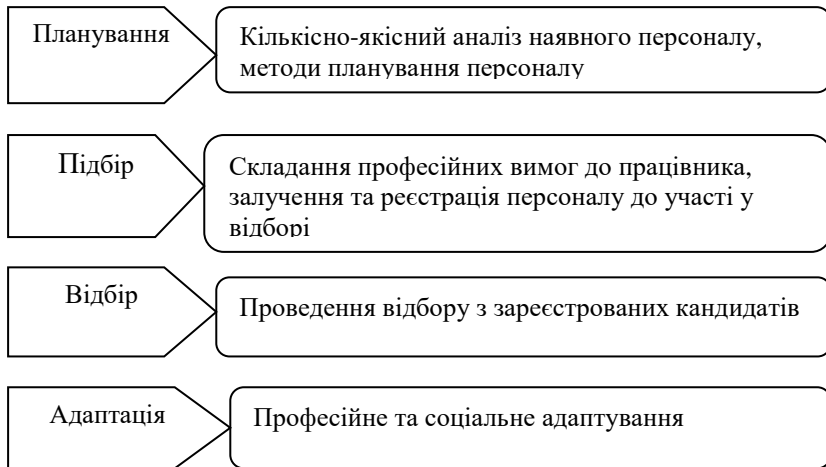 Планування
Кількісно-якісний аналіз наявного персоналу,
методи планування персоналу
Підбір
Складання професійних вимог до працівника,
залучення та реєстрація персоналу до участі у
відборі
Відбір
Проведення відбору з зареєстрованих кандидатів
Адаптація
Професійне та соціальне адаптування